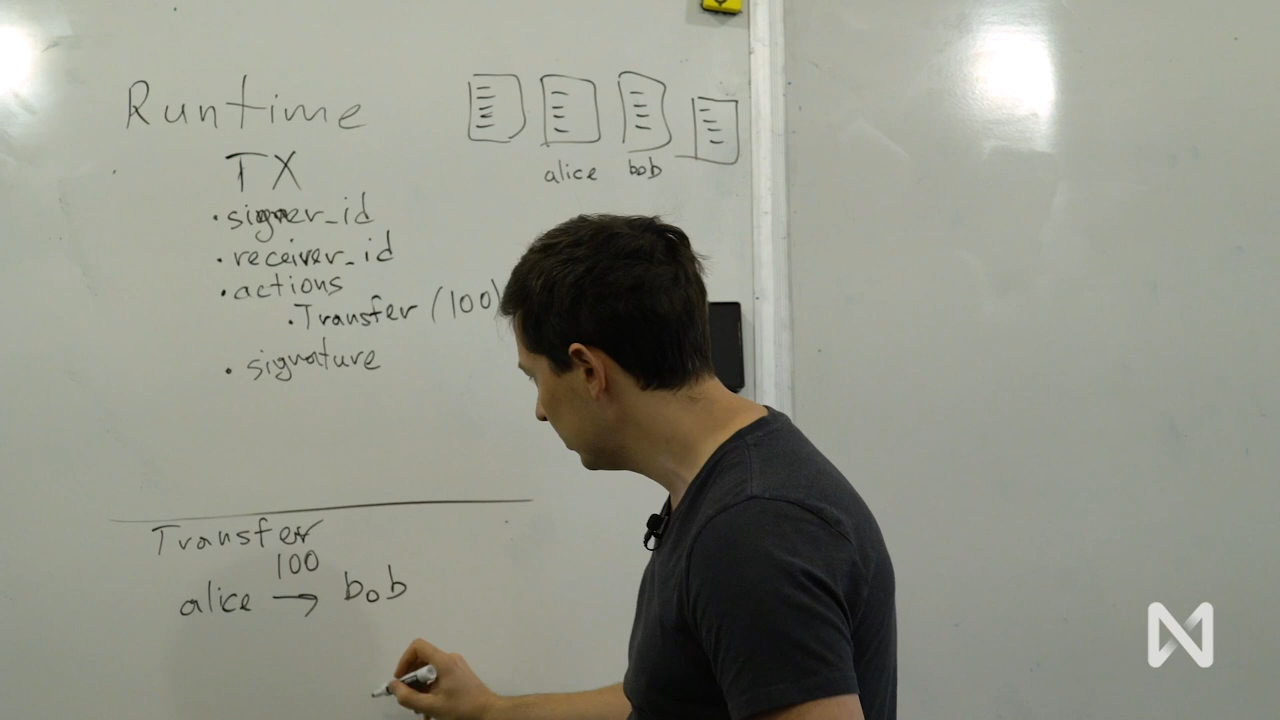 Runtime
TX
• signer_id
• receiver_id
• actions
• Transfer (100)
• signature
alice bob
Transfer
100
alice → bob